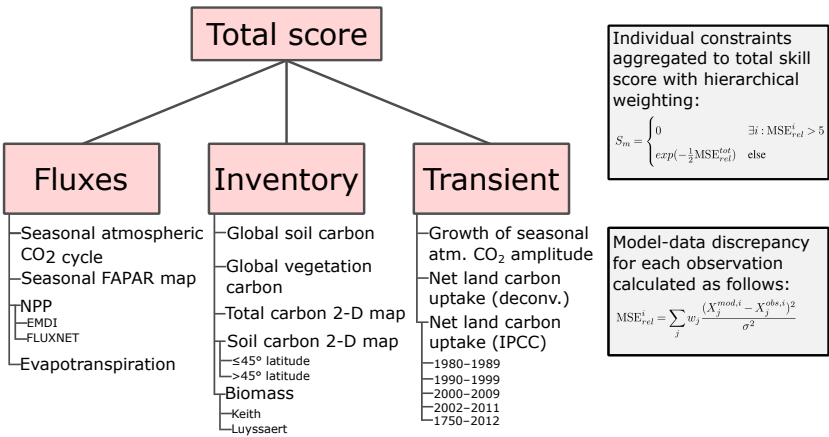 Total score
Fluxes
Seasonal atmospheric
CO2 cycle
Seasonal FAPAR map
NPP
EMDI
FLUXNET
Evapotranspiration
Inventory
Global soil carbon
Global vegetation
carbon
Total carbon 2-D map
Soil carbon 2-D map
≤45° latitude
>45° latitude
Biomass
Keith
Luyssaert
Transient
Growth of seasonal
atm. CO₂ amplitude
Net land carbon
uptake (deconv.)
Net land carbon
uptake (IPCC)
1980–1989
1990–1999
2000–2009
2002–2011
1750–2012
Individual constraints
aggregated to total skill
score with hierarchical
weighting:
S_m = { 0 ∃i : MSE^i_rel > 5
exp(−½MSE^tot_rel) else
Model-data discrepancy
for each observation
calculated as follows:
MSE^i_rel = ∑_j w_j (X_j^{mod,i} − X_j^{obs,i})² / σ²